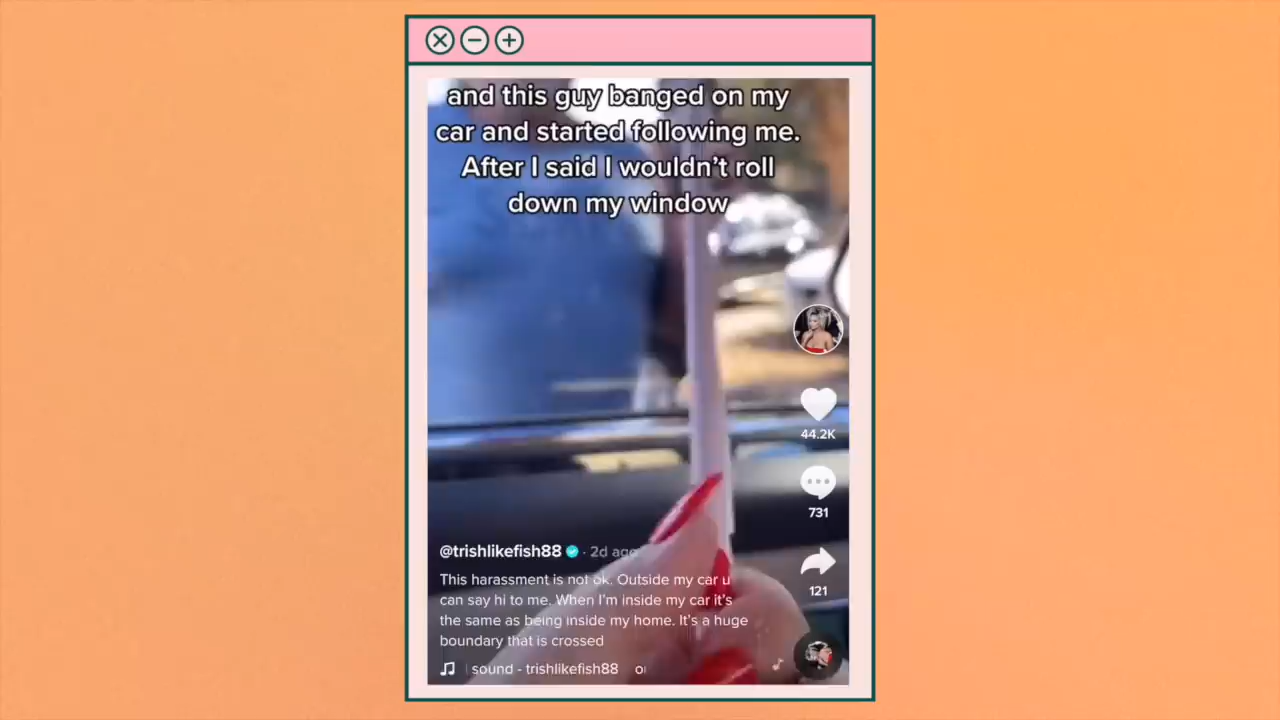 and this guy banged on my
car and started following me.
After I said I wouldn't roll
down my window
44.2K
731
@trishlikefish88 · 2d ago
This harassment is not ok. Outside my car u
can say hi to me. When I'm inside my car it's
the same as being inside my home. It's a huge
boundary that is crossed
121
sound - trishlikefish88